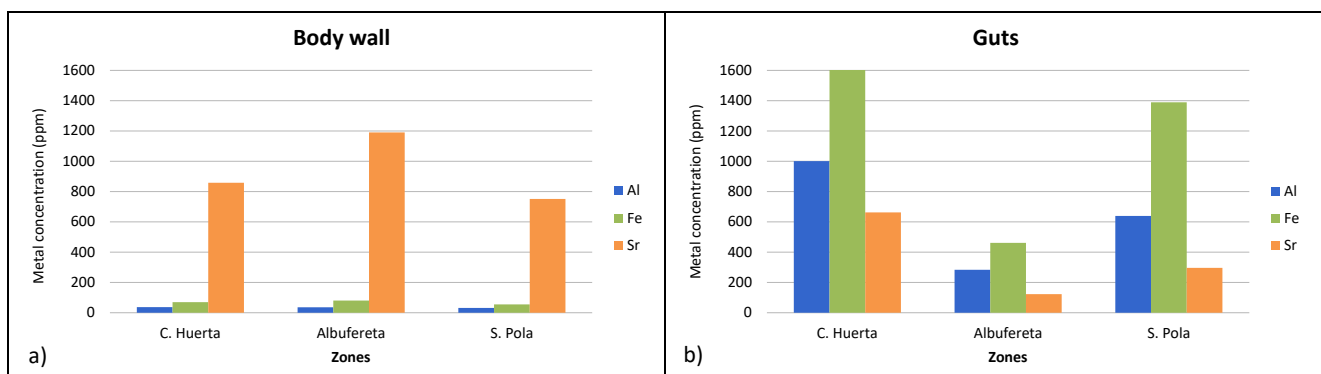 Body wall
Metal concentration (ppm)
1600
1400
1200
1000
800
600
400
200
0
C. Huerta
Albufereta
S. Pola
Zones
Al
Fe
Sr
a)
Guts
Metal concentration (ppm)
1600
1400
1200
1000
800
600
400
200
0
C. Huerta
Albufereta
S. Pola
Zones
Al
Fe
Sr
b)